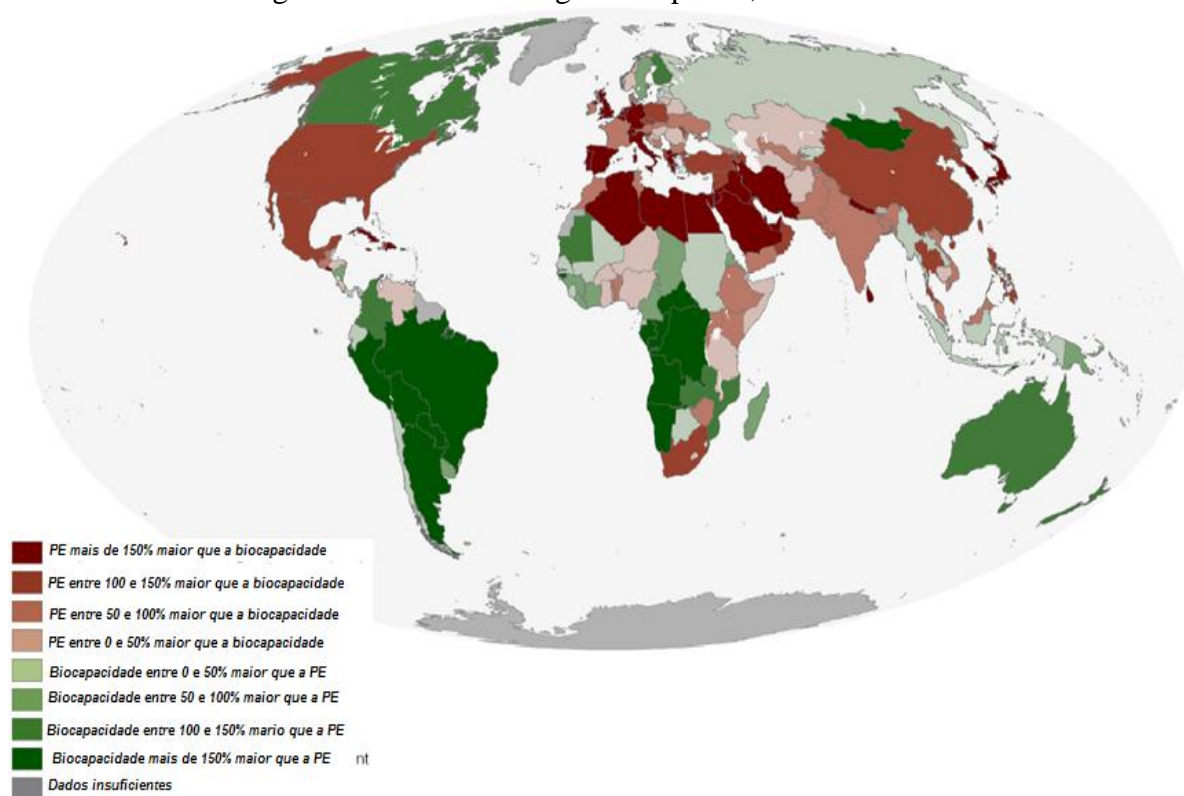 PE mais de 150% maior que a biocapacidade
PE entre 100 e 150% maior que a biocapacidade
PE entre 50 e 100% maior que a biocapacidade
PE entre 0 e 50% maior que a biocapacidade
Biocapacidade entre 0 e 50% maior que a PE
Biocapacidade entre 50 e 100% maior que a PE
Biocapacidade entre 100 e 150% mario que a PE
Biocapacidade mais de 150% maior que a PE nt
Dados insuficientes